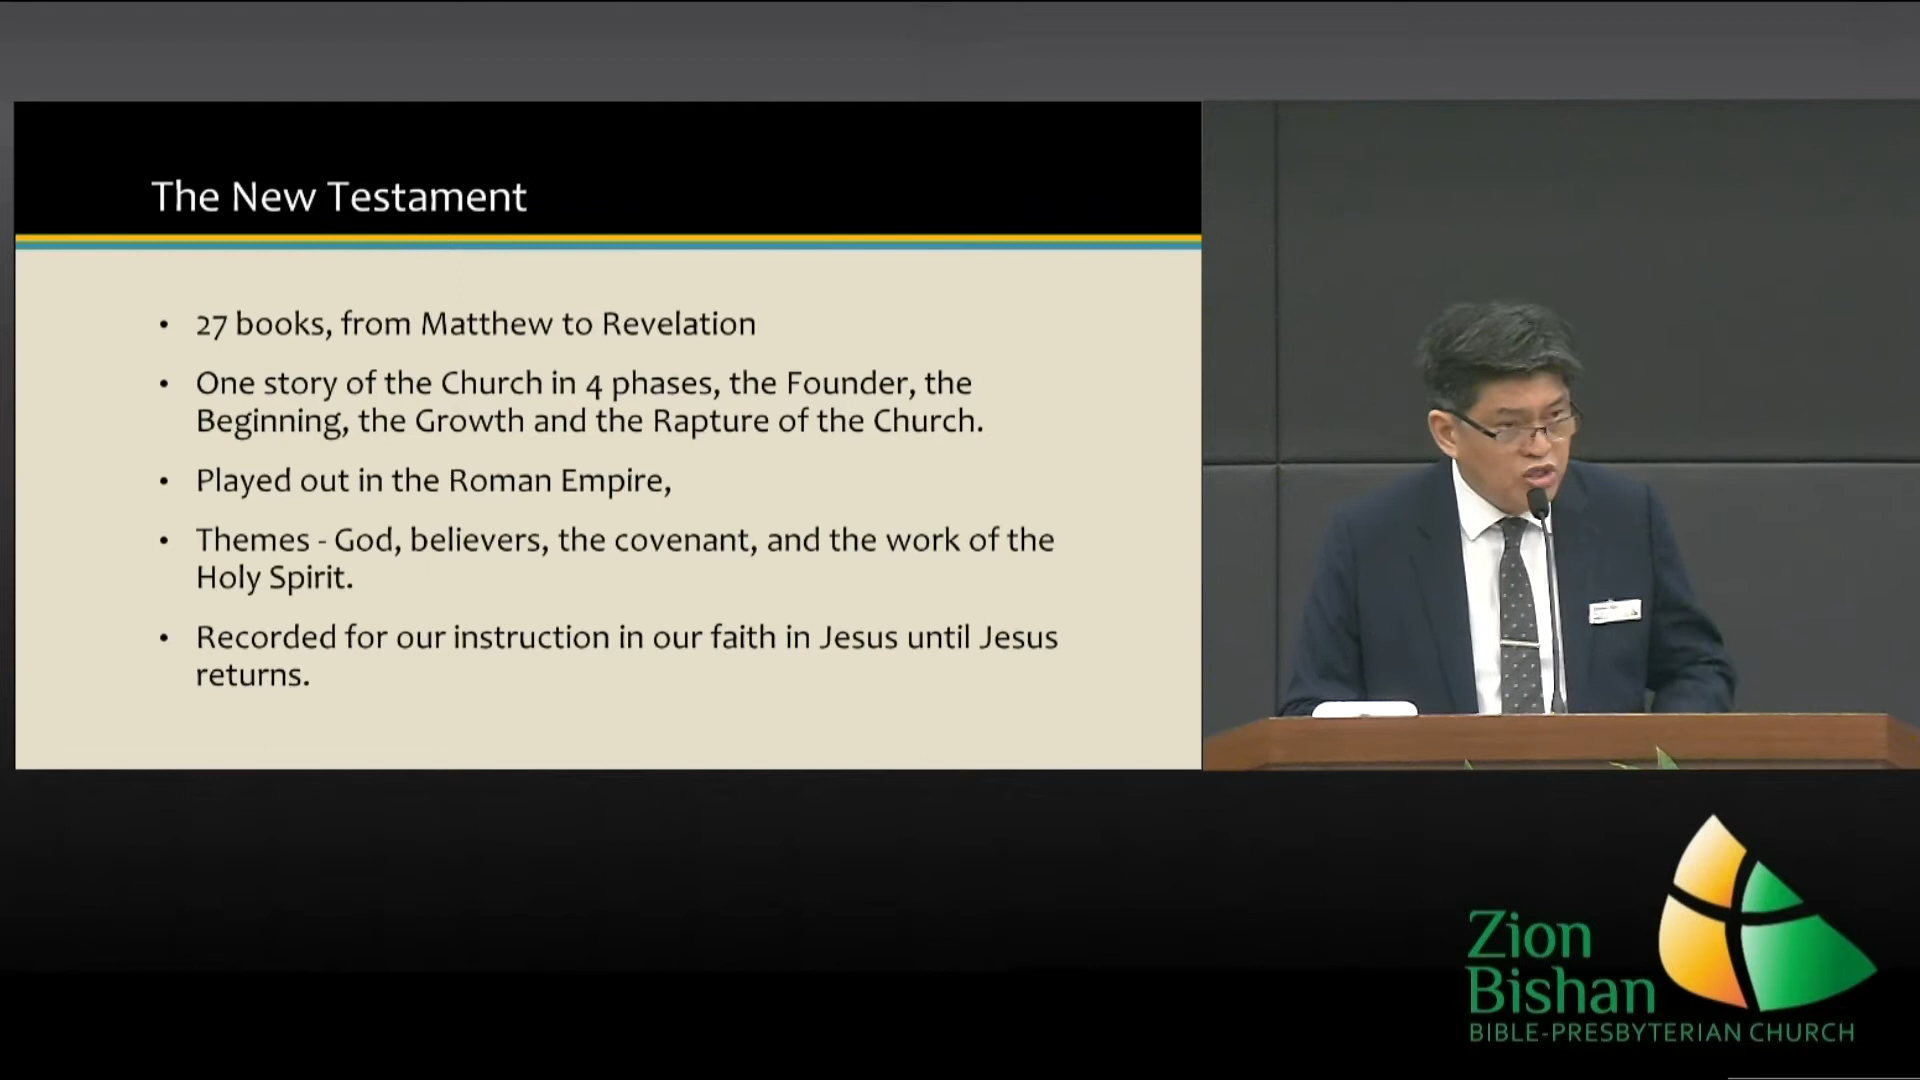 The New Testament
• 27 books, from Matthew to Revelation
• One story of the Church in 4 phases, the Founder, the
Beginning, the Growth and the Rapture of the Church.
• Played out in the Roman Empire,
• Themes - God, believers, the covenant, and the work of the
Holy Spirit.
• Recorded for our instruction in our faith in Jesus until Jesus
returns.
Zion
Bishan
BIBLE-PRESBYTERIAN CHURCH